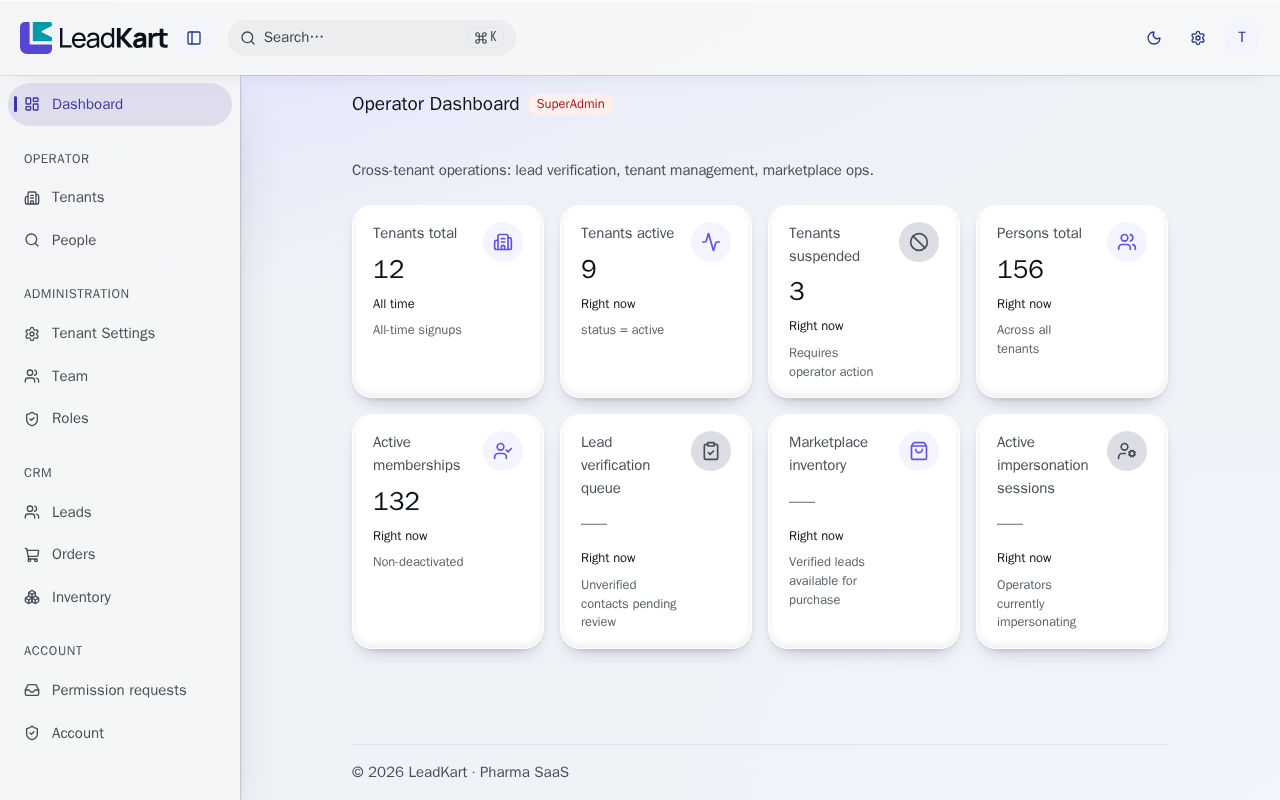 LeadKart
Search⋯
⌘K
T
Dashboard
OPERATOR
Tenants
People
ADMINISTRATION
Tenant Settings
Team
Roles
CRM
Leads
Orders
Inventory
ACCOUNT
Permission requests
Account
Operator Dashboard
SuperAdmin
Cross-tenant operations: lead verification, tenant management, marketplace ops.
Tenants total
12
All time
All-time signups
Tenants active
9
Right now
status = active
Tenants
suspended
3
Right now
Requires
operator action
Persons total
156
Right now
Across all
tenants
Active
memberships
132
Right now
Non-deactivated
Lead
verification
queue
—
Right now
Unverified
contacts pending
review
Marketplace
inventory
—
Right now
Verified leads
available for
purchase
Active
impersonation
sessions
—
Right now
Operators
currently
impersonating
© 2026 LeadKart · Pharma SaaS